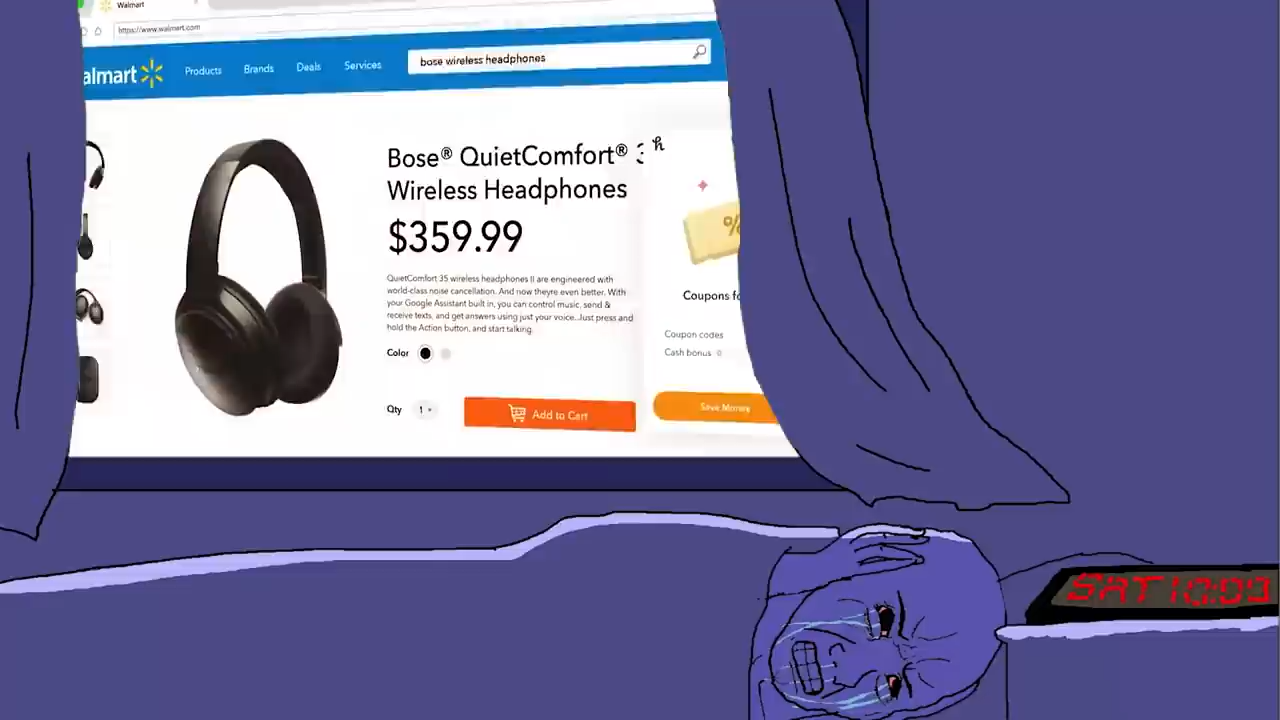 Walmart
https://www.walmart.com
almart
Products
Brands
Deals
Services
bose wireless headphones
Bose® QuietComfort® 3
Wireless Headphones
$359.99
QuietComfort 35 wireless headphones II are engineered with
world-class noise cancellation. And now theyre even better. With
your Google Assistant built in, you can control music, send &
receive texts, and get answers using just your voice...Just press and
hold the Action button, and start talking.
Color
Qty
1
Add to Cart
%
Coupons fo
Coupon codes
Cash bonus 0
Save Money
SAT 10:00